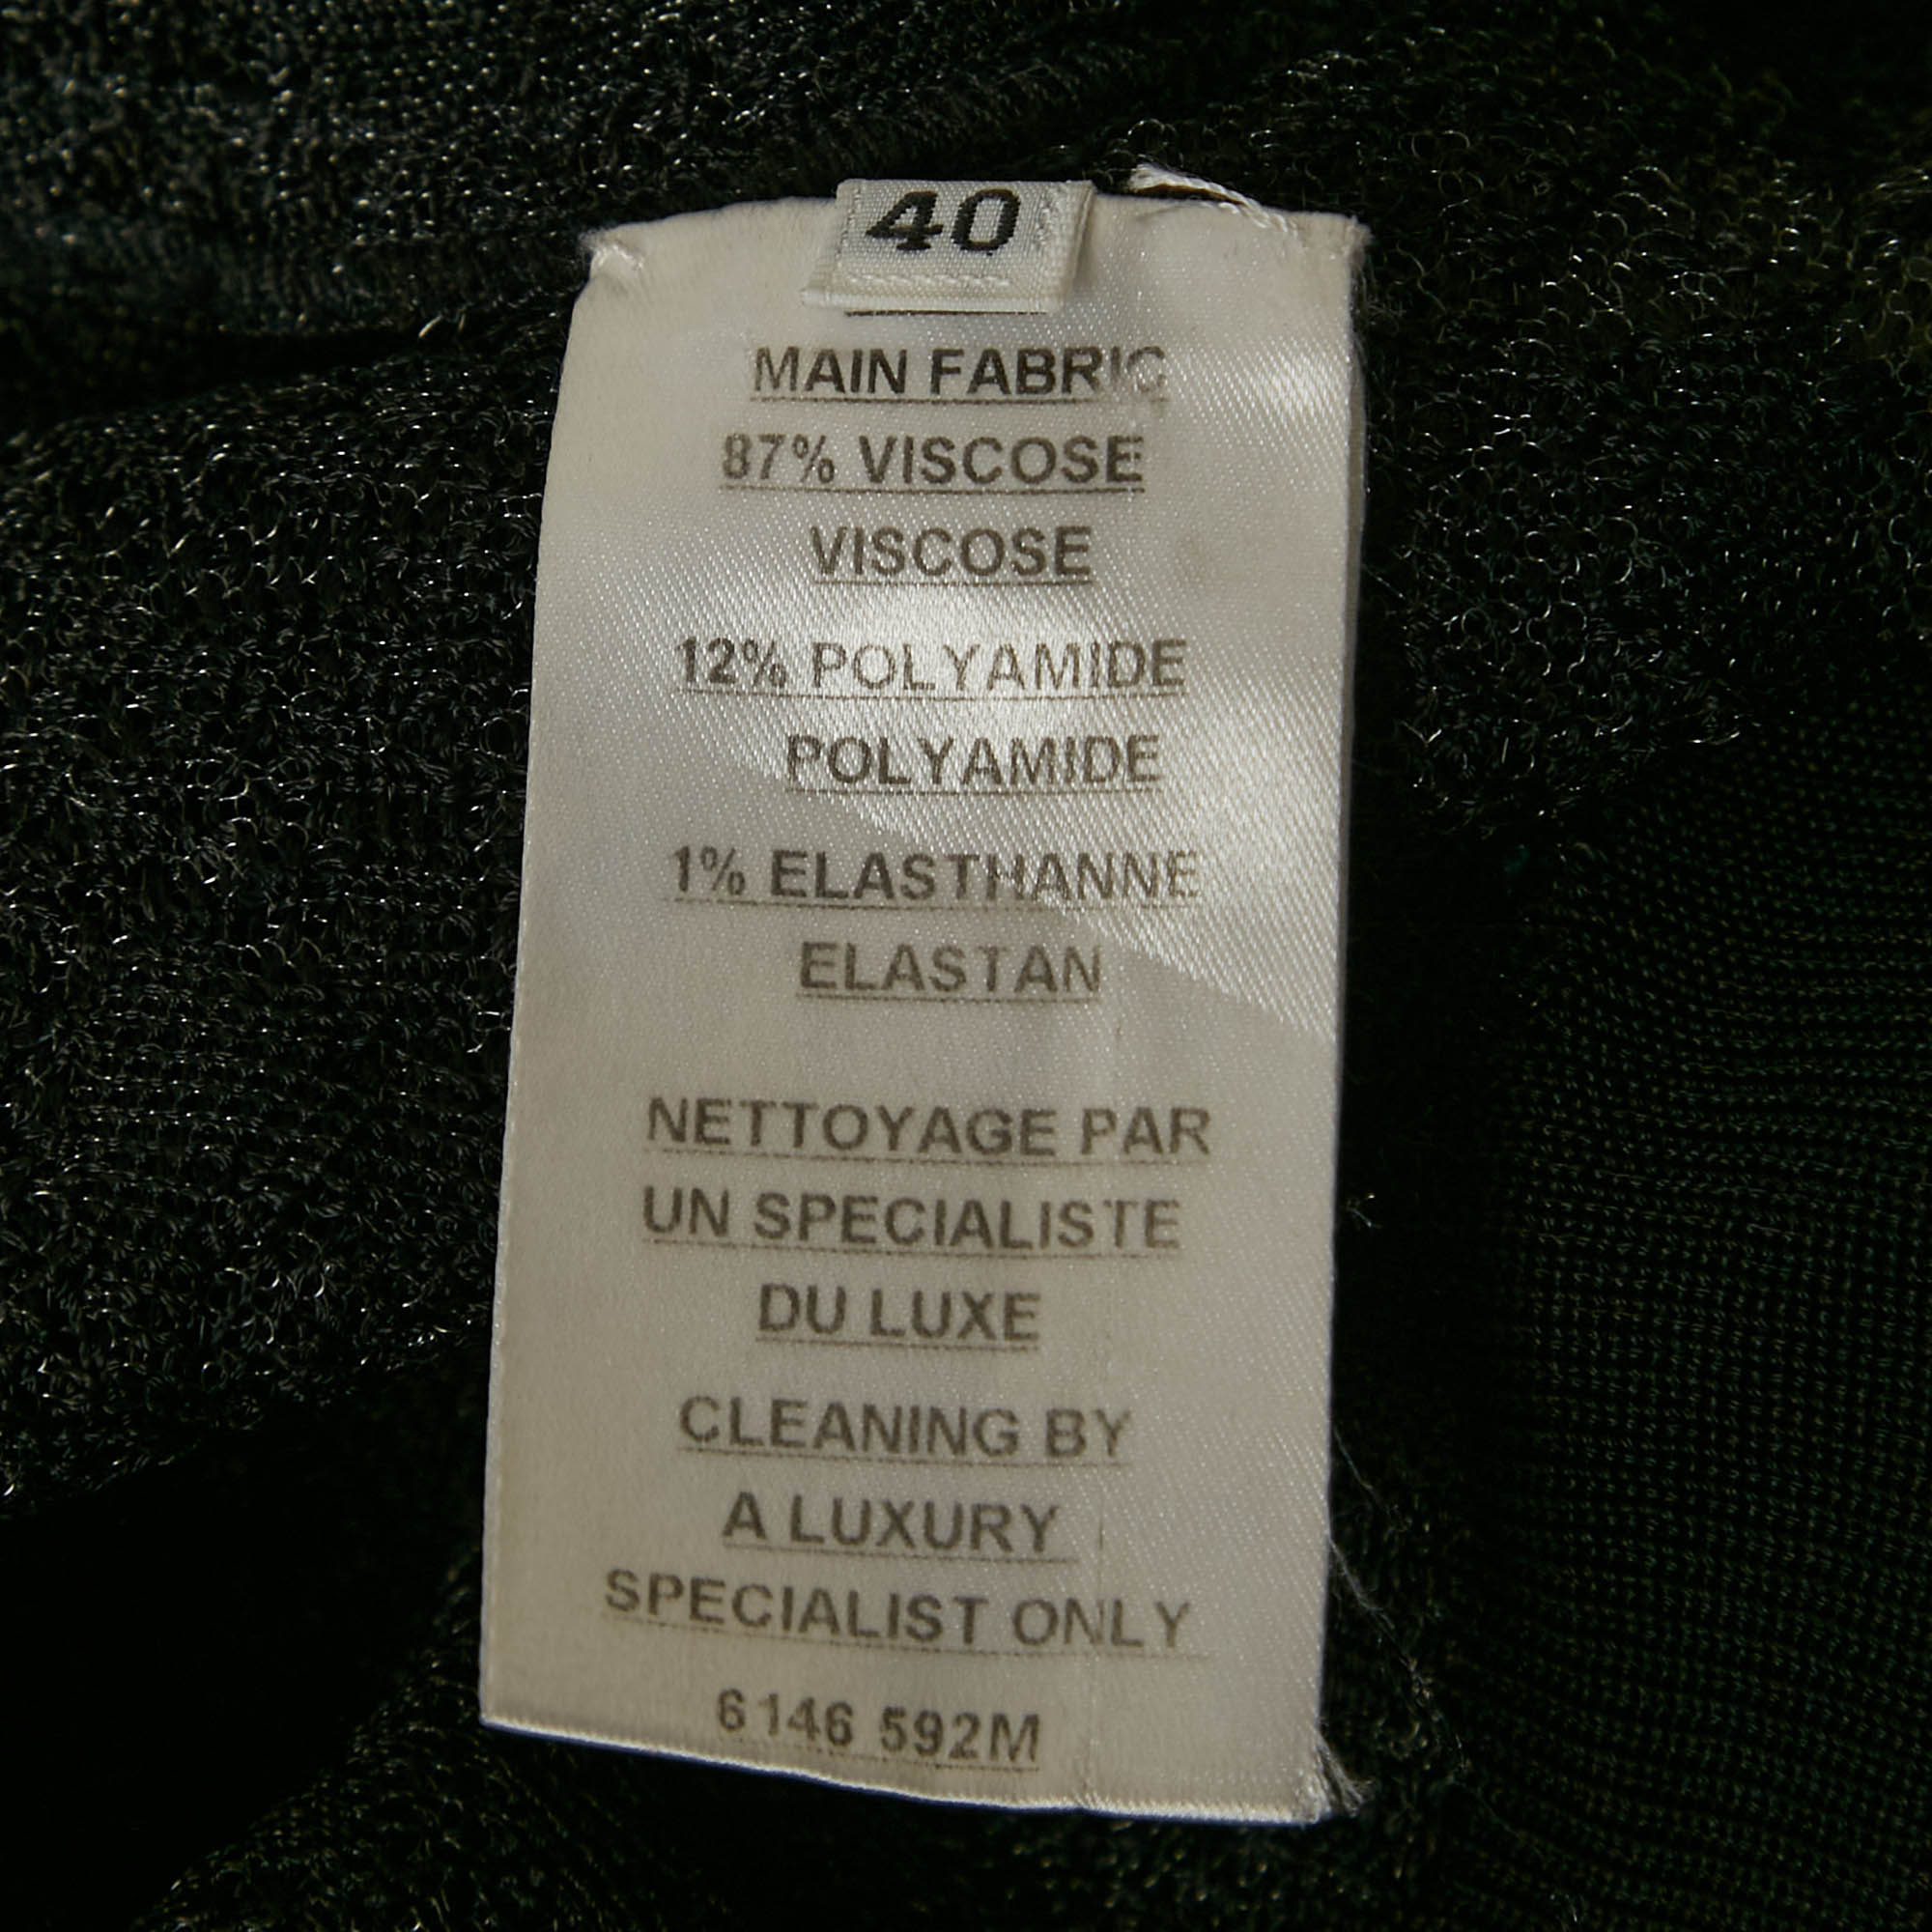 40
MAIN FABRIC
87% VISCOSE
VISCOSE
12% POLYAMIDE
POLYAMIDE
1% ELASTHANNE
ELASTAN
NETTOYAGE PAR
UN SPECIALISTE
DU LUXE
CLEANING BY
A LUXURY
SPECIALIST ONLY
6146 592M